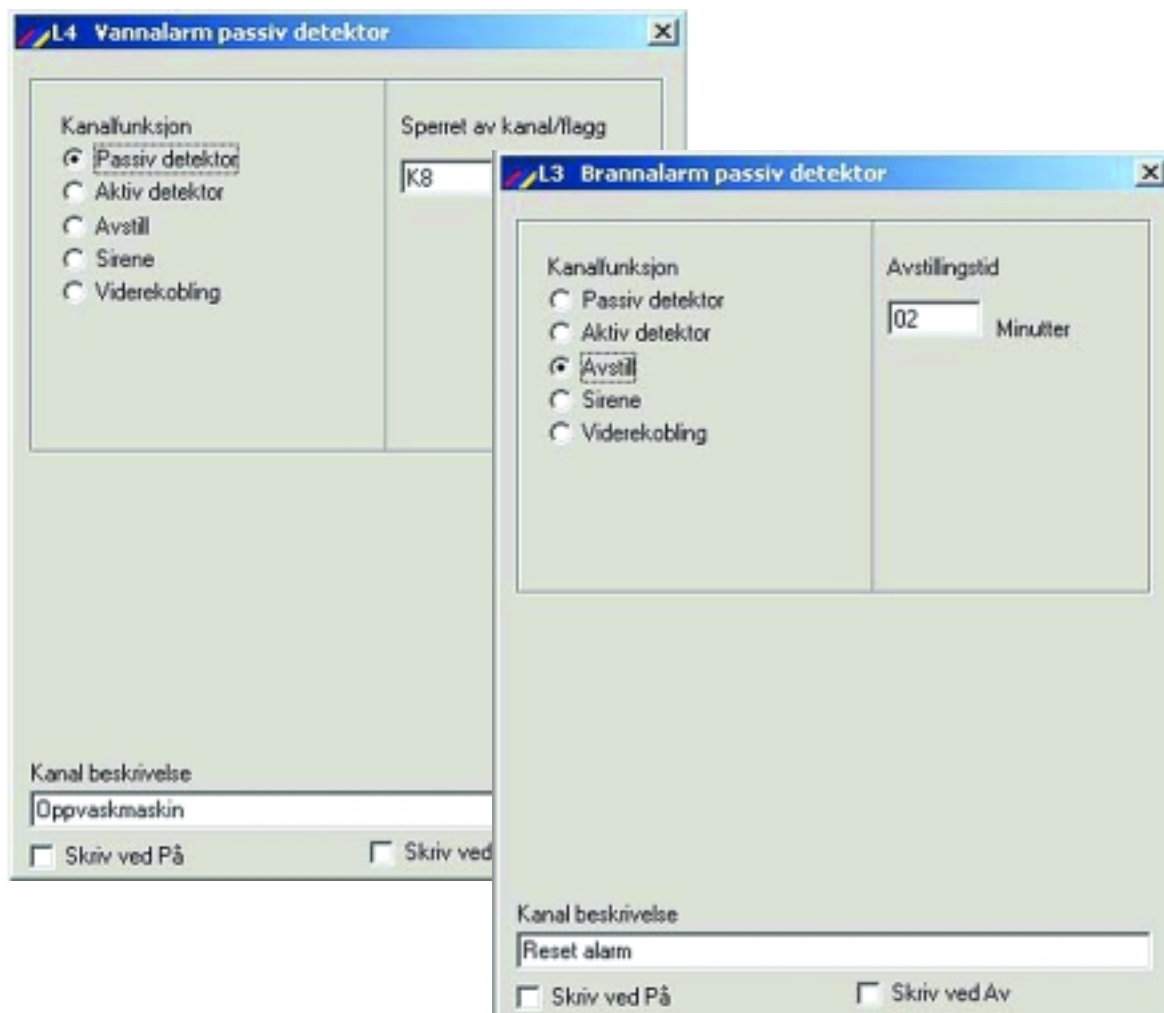 L4 Vannalarm passiv detektor
Kanalfunksjon
Passiv detektor
Aktiv detektor
Avstill
Sirene
Viderekobling
Sperret av kanal/flagg
K8
Kanal beskrivelse
Oppvaskmaskin
Skriv ved På
Skriv ved
L3 Brannalarm passiv detektor
Kanalfunksjon
Passiv detektor
Aktiv detektor
Avstill
Sirene
Viderekobling
Avstillingstid
02 Minutter
Kanal beskrivelse
Reset alarm
Skriv ved På
Skriv ved Av